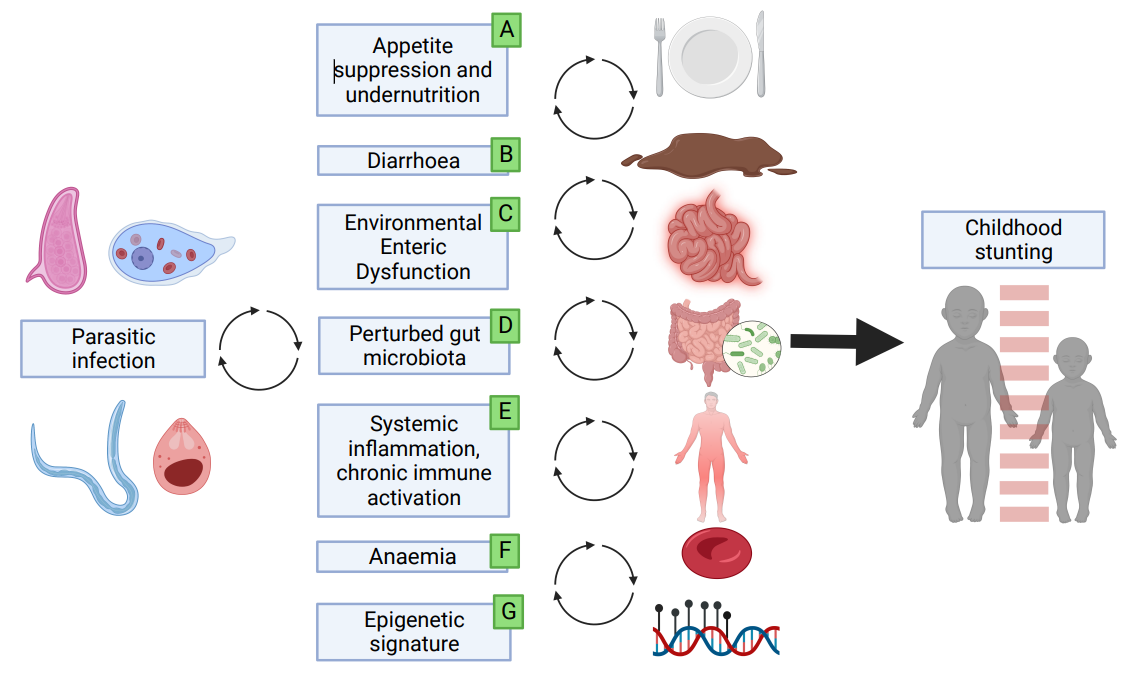 A
Appetite
suppression and
undernutrition
B
Diarrhoea
C
Environmental
Enteric
Dysfunction
Parasitic
infection
D
Perturbed gut
microbiota
E
Systemic
inflammation,
chronic immune
activation
F
Anaemia
G
Epigenetic
signature
Childhood
stunting